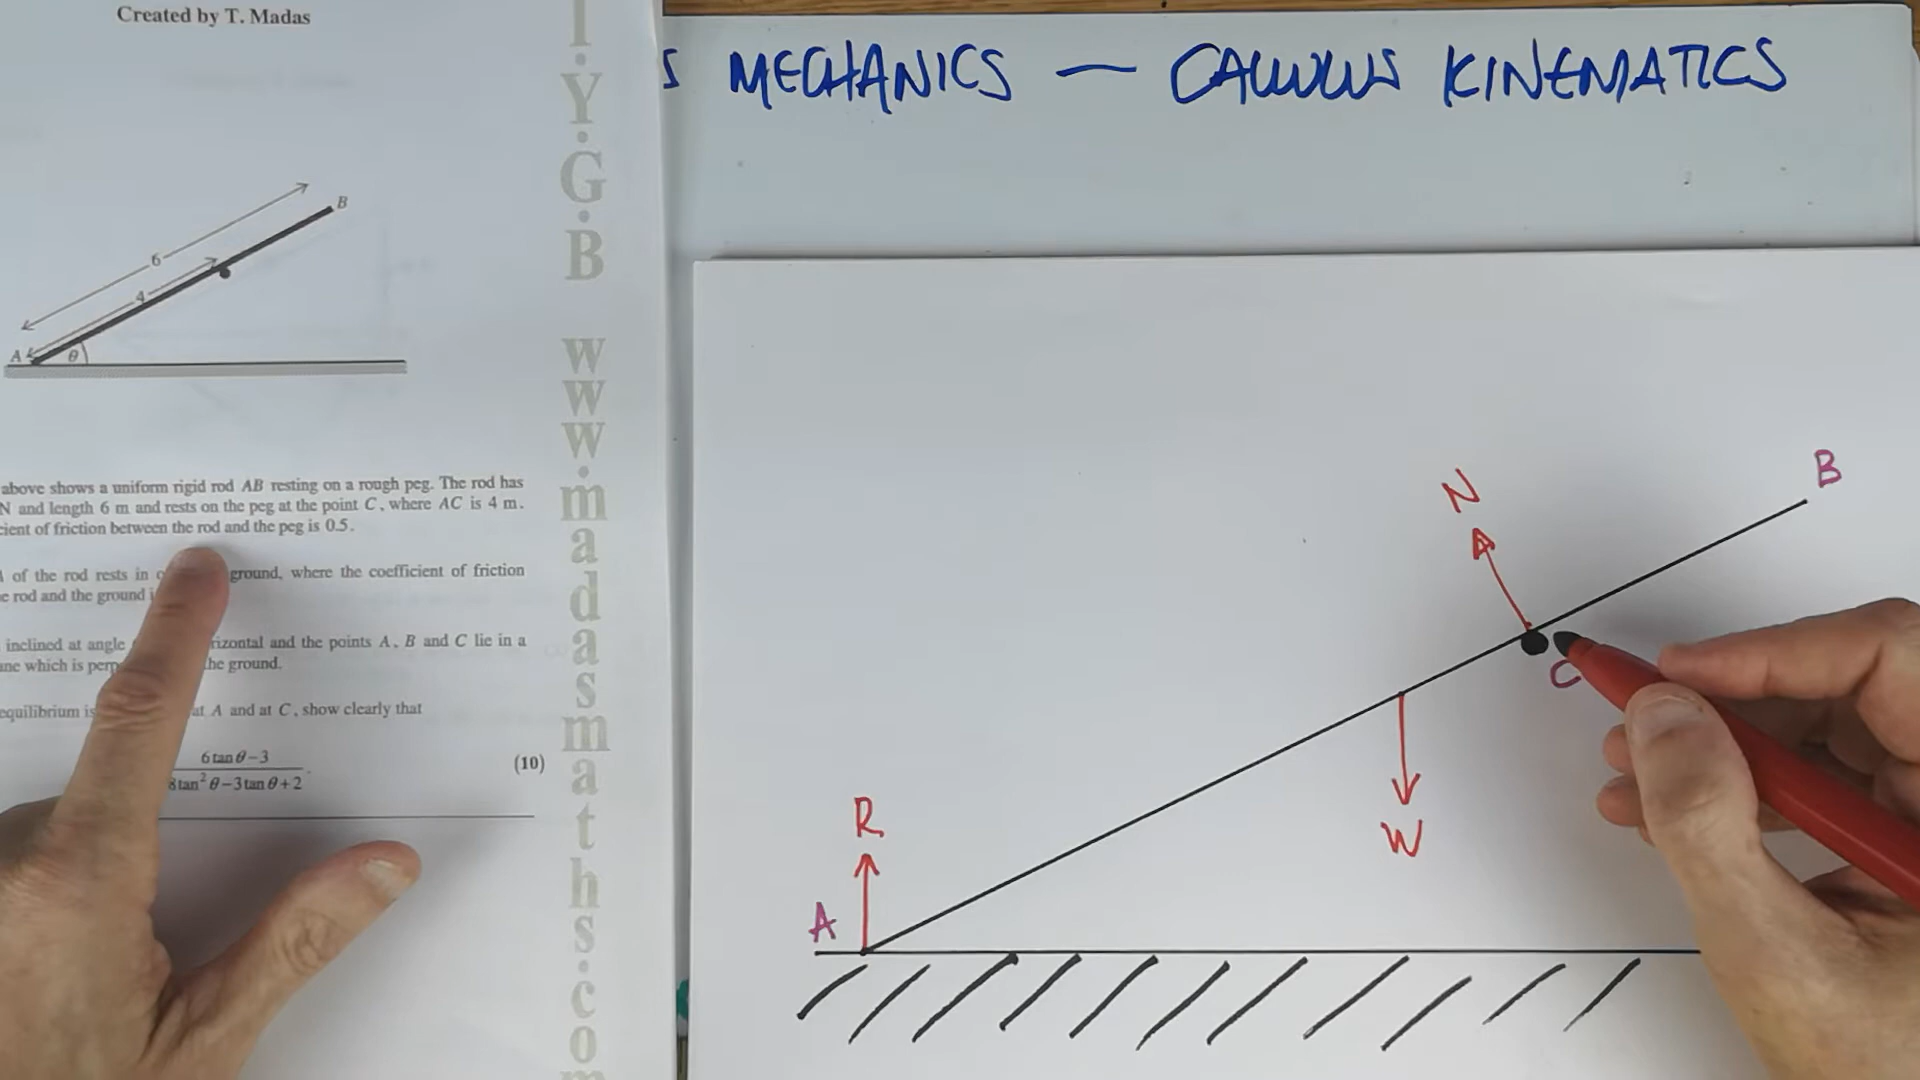 Created by T. Madas
I . Y . G . B
www.madasmaths.com
S MECHANICS — CALCULUS KINEMATICS
B
6
4
A
θ
above shows a uniform rigid rod AB resting on a rough peg. The rod has
N and length 6 m and rests on the peg at the point C, where AC is 4 m.
cient of friction between the rod and the peg is 0.5.
of the rod rests in ground, where the coefficient of friction
e rod and the ground
inclined at angle rizontal and the points A, B and C lie in a
ane which is perp he ground.
equilibrium is at A and at C, show clearly that
6 tan θ − 3
8 tan² θ − 3 tan θ + 2
.
(10)
B
N
C
W
R
A